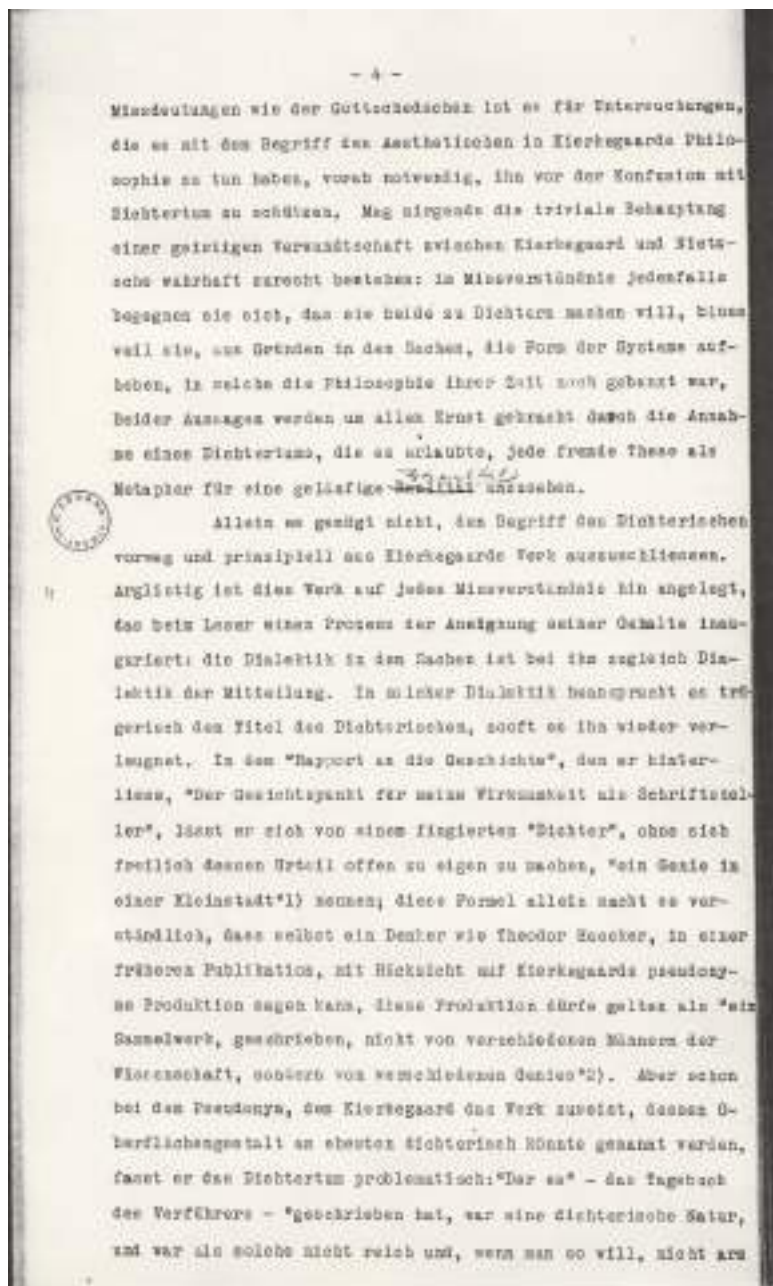 - 4 -
Missdeutungen wie der Gottschedschen ist es für Untersuchungen,
die es mit dem Begriff des Aesthetischen in Kierkegaards Philo-
sophie zu tun haben, vorab notwendig, ihn vor der Konfusion mit
Dichtertum zu schützen. Mag nirgends die triviale Behauptung
einer geistigen Verwandtschaft zwischen Kierkegaard und Nietz-
sche wahrhaft zurecht bestehen: im Missverständnis jedenfalls
begegnen sie sich, das sie beide zu Dichtern machen will, bloss
weil sie, aus Gründen in den Sachen, die Form der Systeme auf-
heben, in welche die Philosophie ihrer Zeit noch gebannt war,
Beider Aussagen werden um allen Ernst gebracht durch die Annah-
me eines Dichtertums, die es erlaubte, jede fremde These als
Metapher für eine geläufige anzusehen.
Allein es genügt nicht, den Begriff des Dichterischen
vorweg und prinzipiell aus Kierkegaards Werk auszuschliessen.
Arglistig ist dies Werk auf jedes Missverständnis hin angelegt,
das beim Leser einen Prozess der Aneignung seiner Gehalte inau-
guriert: die Dialektik in den Sachen ist bei ihm zugleich Dia-
lektik der Mitteilung. In solcher Dialektik beansprucht es trü-
gerisch den Titel des Dichterischen, sooft es ihn wieder ver-
leugnet. In dem "Rapport an die Geschichte", den er hinter-
liess, "Der Gesichtspunkt für meine Wirksamkeit als Schriftstel-
ler", lässt er sich von einem fingierten "Dichter", ohne sich
freilich dessen Urteil offen zu eigen zu machen, "ein Genie in
einer Kleinstadt"1) nennen; diese Formel allein macht es ver-
ständlich, dass selbst ein Denker wie Theodor Haecker, in einer
früheren Publikation, mit Rücksicht auf Kierkegaards pseudony-
me Produktion sagen kann, diese Produktion dürfe gelten als "ein
Sammelwerk, geschrieben, nicht von verschiedenen Männern der
Wissenschaft, sondern von verschiedenen Genies"2). Aber schon
bei dem Pseudonym, dem Kierkegaard das Werk zuweist, dessen O-
berflächengestalt am ehesten dichterisch könnte genannt werden,
fasst er das Dichtertum problematisch:"Der es" - das Tagebuch
des Verführers - "geschrieben hat, war eine dichterische Natur,
und war als solche nicht reich und, wenn man so will, nicht arm